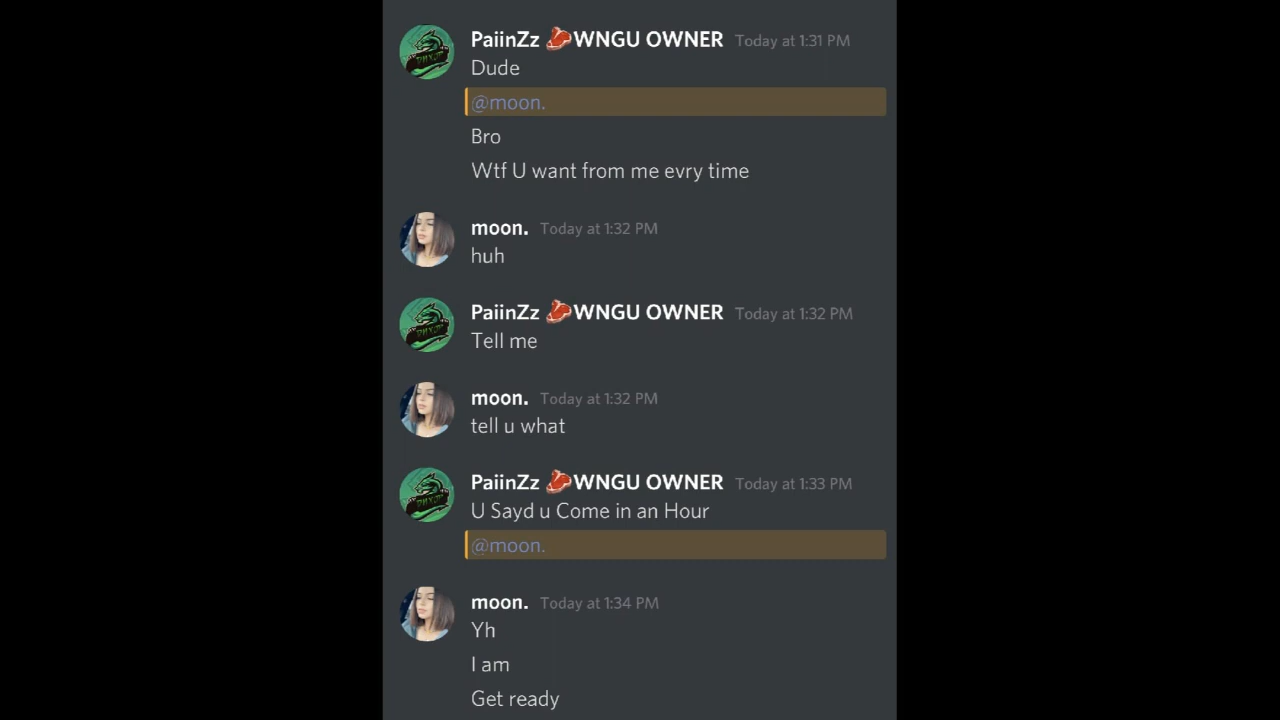 PaiinZz 🥩WNGU OWNER Today at 1:31 PM
Dude
@moon.
Bro
Wtf U want from me evry time
moon. Today at 1:32 PM
huh
PaiinZz 🥩WNGU OWNER Today at 1:32 PM
Tell me
moon. Today at 1:32 PM
tell u what
PaiinZz 🥩WNGU OWNER Today at 1:33 PM
U Sayd u Come in an Hour
@moon.
moon. Today at 1:34 PM
Yh
I am
Get ready